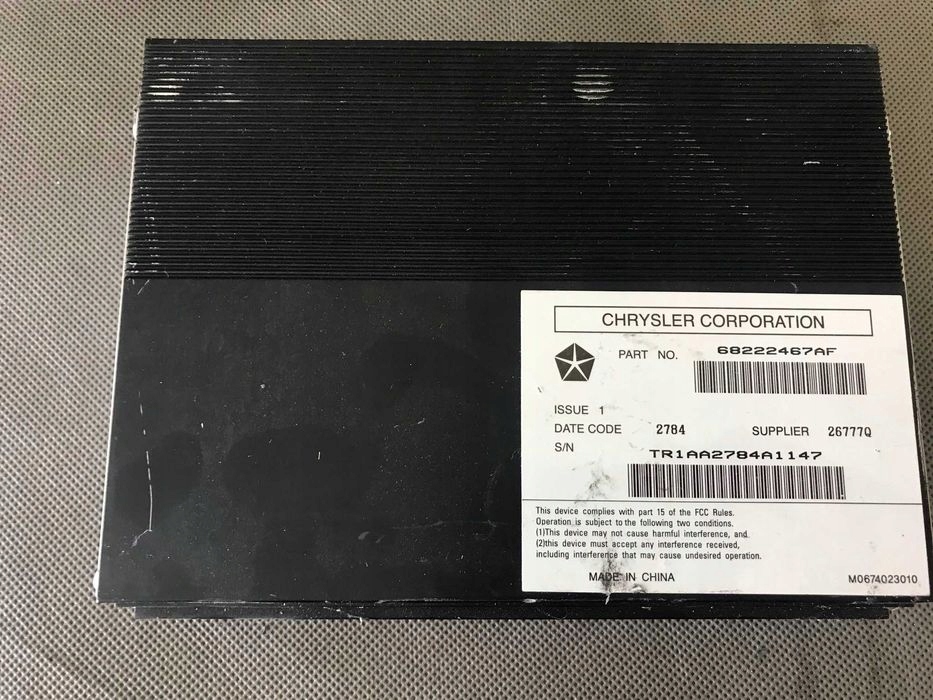 CHRYSLER CORPORATION
PART NO. 68222467AF
ISSUE 1
DATE CODE 2784 SUPPLIER 26777Q
S/N TR1AA2784A1147
This device complies with part 15 of the FCC Rules.
Operation is subject to the following two conditions.
(1)This device may not cause harmful interference, and
(2)this device must accept any interference received,
including interference that may cause undesired operation.
MADE IN CHINA M0674023010